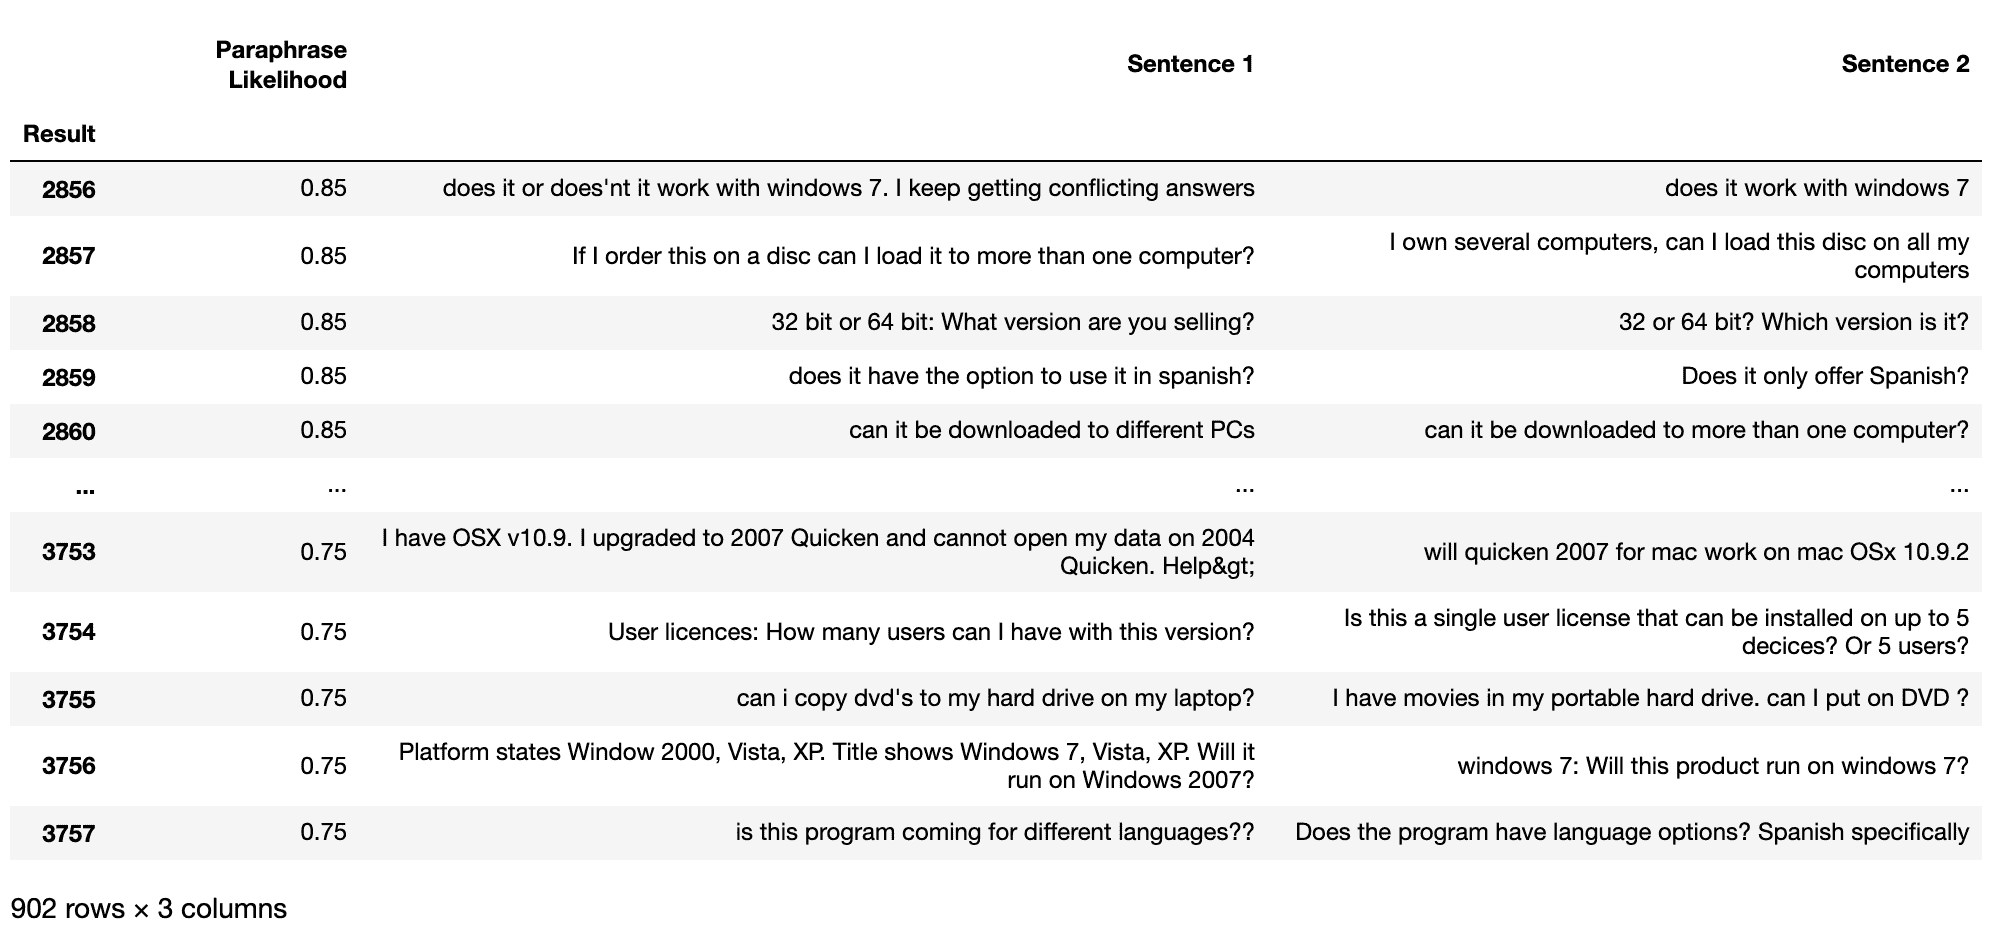 Paraphrase Likelihood Sentence 1 Sentence 2
Result
2856 0.85 does it or does'nt it work with windows 7. I keep getting conflicting answers does it work with windows 7
2857 0.85 If I order this on a disc can I load it to more than one computer? I own several computers, can I load this disc on all my computers
2858 0.85 32 bit or 64 bit: What version are you selling? 32 or 64 bit? Which version is it?
2859 0.85 does it have the option to use it in spanish? Does it only offer Spanish?
2860 0.85 can it be downloaded to different PCs can it be downloaded to more than one computer?
... ... ... ...
3753 0.75 I have OSX v10.9. I upgraded to 2007 Quicken and cannot open my data on 2004 Quicken. Help&gt; will quicken 2007 for mac work on mac OSx 10.9.2
3754 0.75 User licences: How many users can I have with this version? Is this a single user license that can be installed on up to 5 decices? Or 5 users?
3755 0.75 can i copy dvd's to my hard drive on my laptop? I have movies in my portable hard drive. can I put on DVD ?
3756 0.75 Platform states Window 2000, Vista, XP. Title shows Windows 7, Vista, XP. Will it run on Windows 2007? windows 7: Will this product run on windows 7?
3757 0.75 is this program coming for different languages?? Does the program have language options? Spanish specifically
902 rows × 3 columns